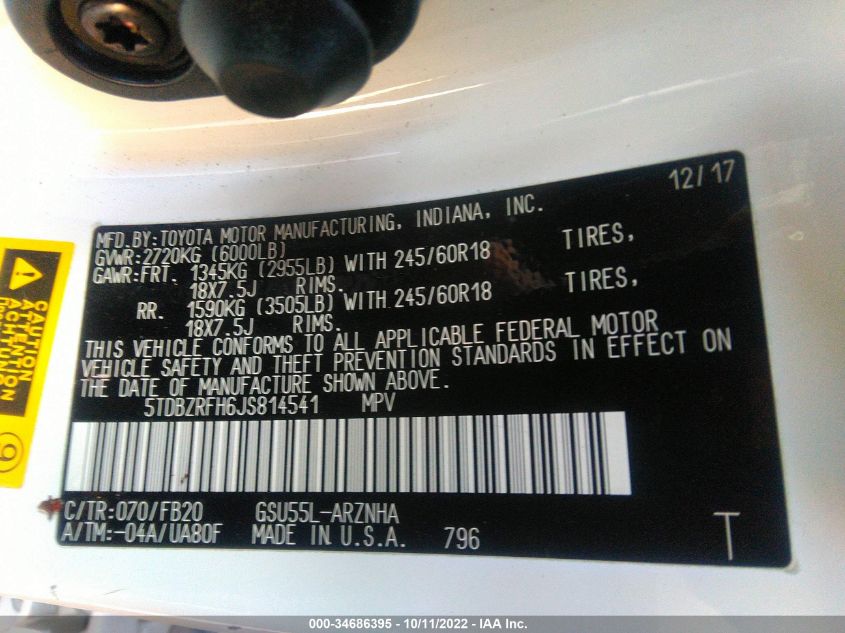 12/17
MFD.BY:TOYOTA MOTOR MANUFACTURING, INDIANA, INC.
GVWR:2720KG (6000LB)
GAWR:FRT. 1345KG (2955LB) WITH 245/60R18 TIRES,
18X7.5J RIMS.
RR. 1590KG (3505LB) WITH 245/60R18 TIRES,
18X7.5J RIMS.
THIS VEHICLE CONFORMS TO ALL APPLICABLE FEDERAL MOTOR
VEHICLE SAFETY AND THEFT PREVENTION STANDARDS IN EFFECT ON
THE DATE OF MANUFACTURE SHOWN ABOVE.
5TDBZRFH6JS814541 MPV
C/TR:070/FB20 GSU55L-ARZNHA
A/TM:-04A/UA80F MADE IN U.S.A. 796 T
CAUTION
ATTENTION
ACHTUNG
9
000-34686395 - 10/11/2022 - IAA Inc.